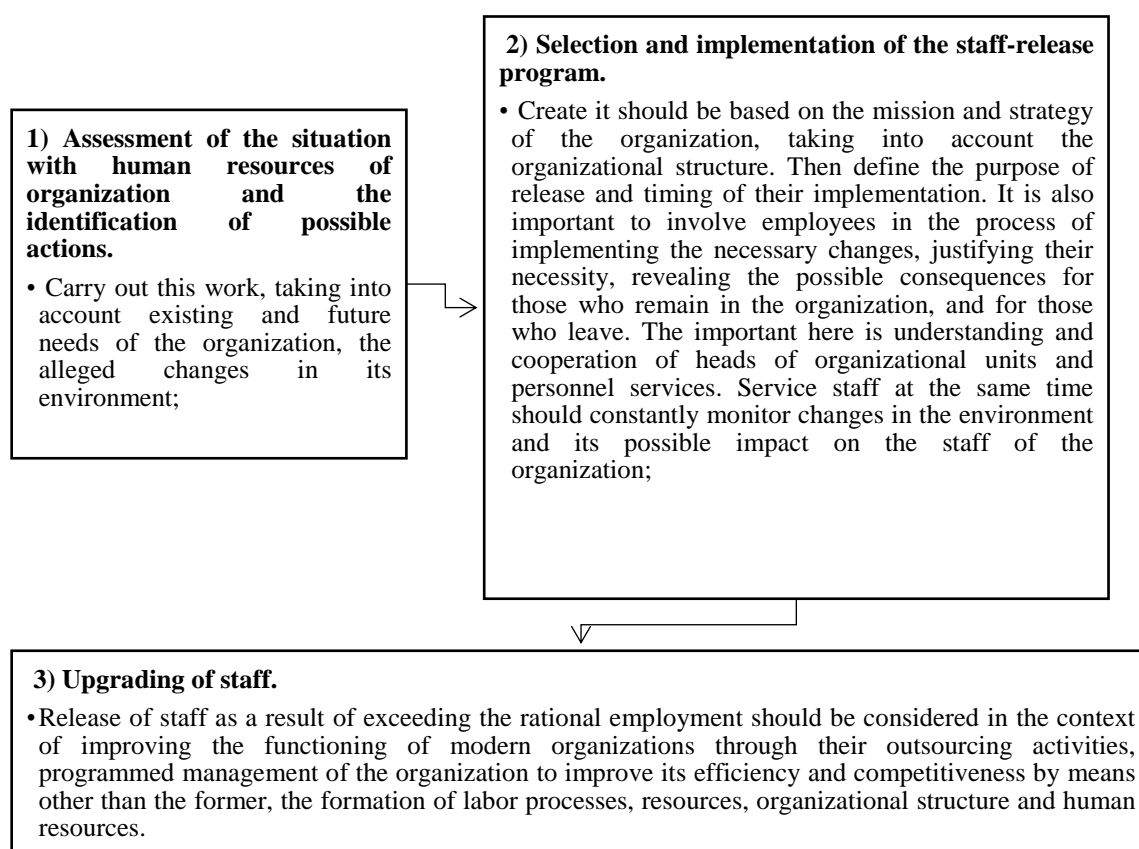 1) Assessment of the situation
with human resources of
organization and the
identification of possible
actions.
• Carry out this work, taking into
account existing and future
needs of the organization, the
alleged changes in its
environment;
2) Selection and implementation of the staff-release
program.
• Create it should be based on the mission and strategy
of the organization, taking into account the
organizational structure. Then define the purpose of
release and timing of their implementation. It is also
important to involve employees in the process of
implementing the necessary changes, justifying their
necessity, revealing the possible consequences for
those who remain in the organization, and for those
who leave. The important here is understanding and
cooperation of heads of organizational units and
personnel services. Service staff at the same time
should constantly monitor changes in the environment
and its possible impact on the staff of the
organization;
3) Upgrading of staff.
•Release of staff as a result of exceeding the rational employment should be considered in the context
of improving the functioning of modern organizations through their outsourcing activities,
programmed management of the organization to improve its efficiency and competitiveness by means
other than the former, the formation of labor processes, resources, organizational structure and human
resources.